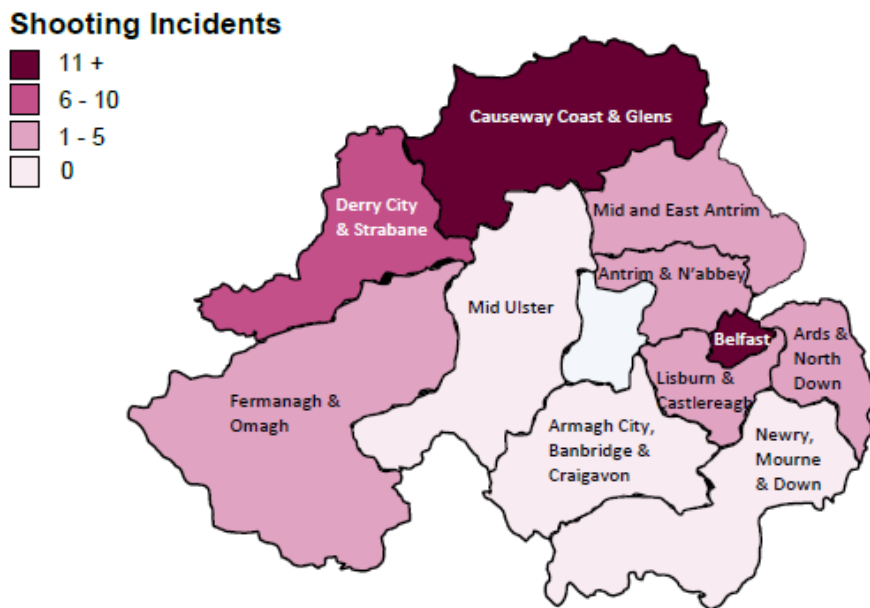 Shooting Incidents
11 +
6 - 10
1 - 5
0
Causeway Coast & Glens
Derry City
& Strabane
Mid and East Antrim
Antrim & N'abbey
Mid Ulster
Belfast
Ards &
North
Down
Lisburn &
Castlereagh
Fermanagh &
Omagh
Armagh City,
Banbridge &
Craigavon
Newry,
Mourne
& Down